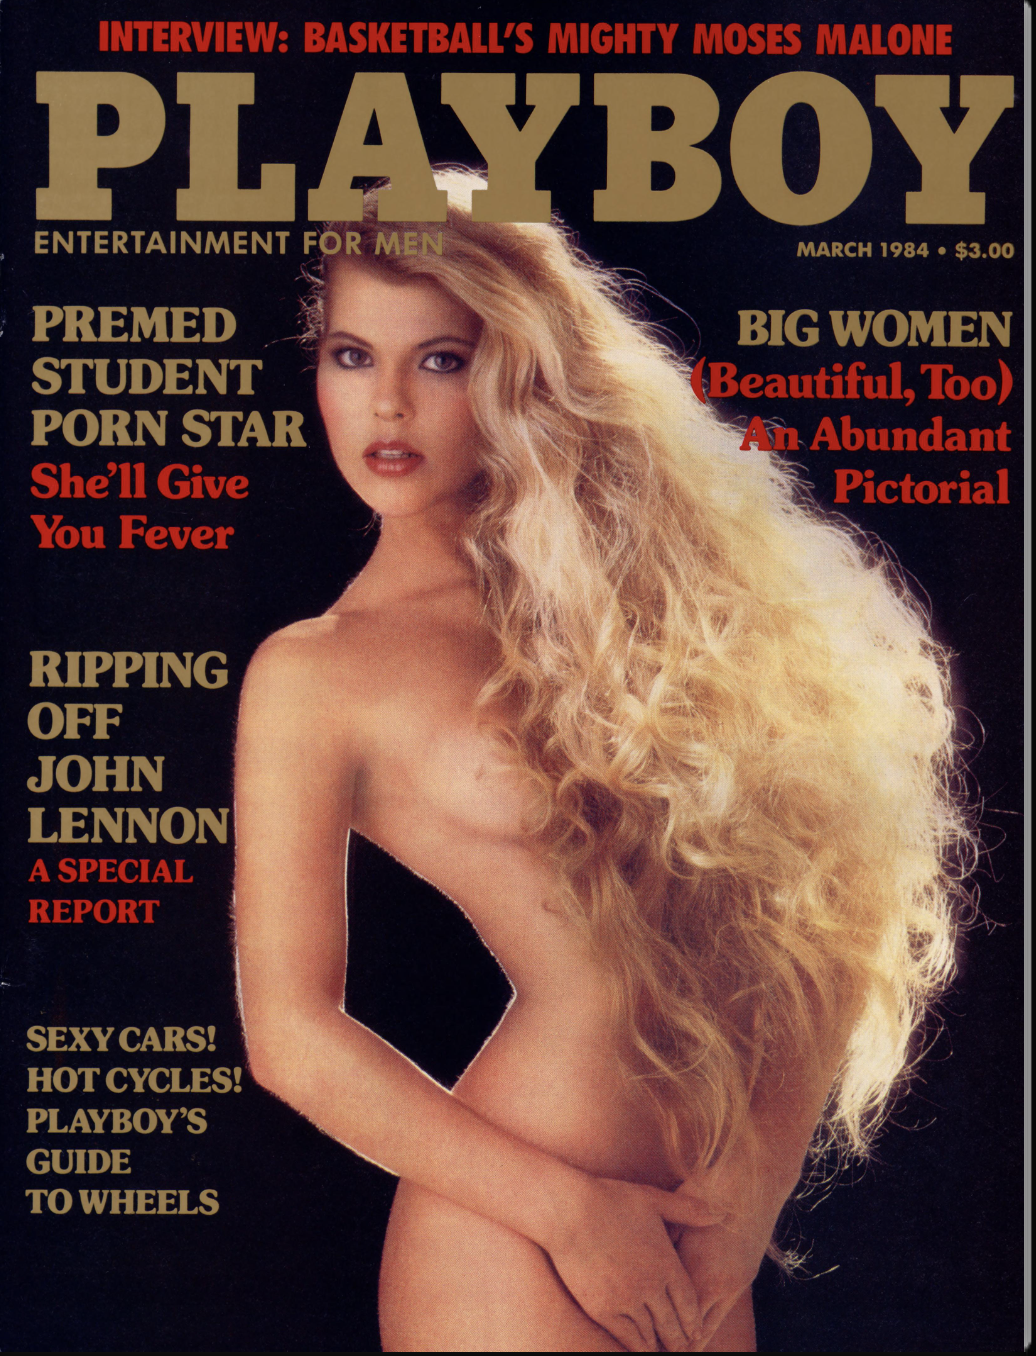 INTERVIEW: BASKETBALL'S MIGHTY MOSES MALONE
PLAYBOY
ENTERTAINMENT FOR MEN
MARCH 1984 • $3.00
PREMED
STUDENT
PORN STAR
She'll Give
You Fever
BIG WOMEN
(Beautiful, Too)
An Abundant
Pictorial
RIPPING
OFF
JOHN
LENNON
A SPECIAL
REPORT
SEXY CARS!
HOT CYCLES!
PLAYBOY'S
GUIDE
TO WHEELS